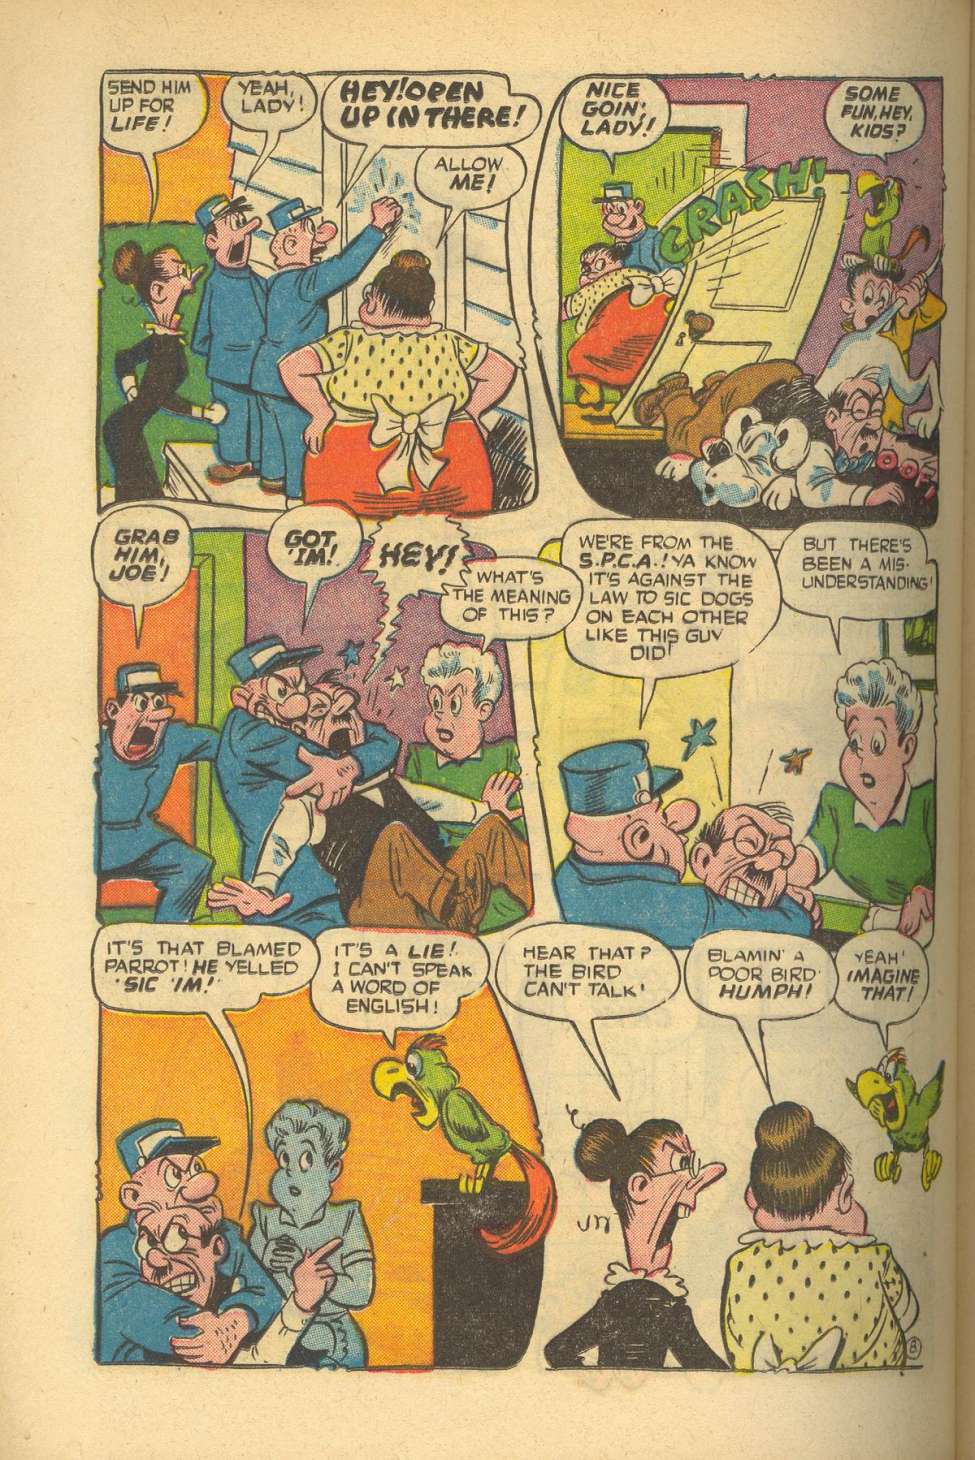 SEND HIM
UP FOR
LIFE!
YEAH,
LADY!
HEY! OPEN
UP IN THERE!
ALLOW
ME!
NICE
GOIN',
LADY!
CRASH!
SOME
FUN, HEY,
KIDS?
OOF!
GRAB
HIM,
JOE!
GOT
'IM!
HEY!
WHAT'S
THE MEANING
OF THIS?
WE'RE FROM THE
S.P.C.A.! YA KNOW
IT'S AGAINST THE
LAW TO SIC DOGS
ON EACH OTHER
LIKE THIS GUY
DID!
BUT THERE'S
BEEN A MIS-
UNDERSTANDING!
IT'S THAT BLAMED
PARROT! HE YELLED
'SIC 'IM!'
IT'S A LIE!
I CAN'T SPEAK
A WORD OF
ENGLISH!
HEAR THAT?
THE BIRD
CAN'T TALK!
BLAMIN' A
POOR BIRD!
HUMPH!
YEAH!
IMAGINE
THAT!
8